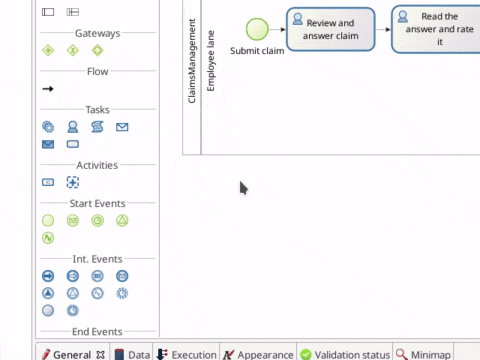 Gateways
Flow
Tasks
Activities
Start Events
Int. Events
End Events
ClaimsManagement
Employee lane
Submit claim
Review and
answer claim
Read the
answer and rate
it
General
Data
Execution
Appearance
Validation status
Minimap